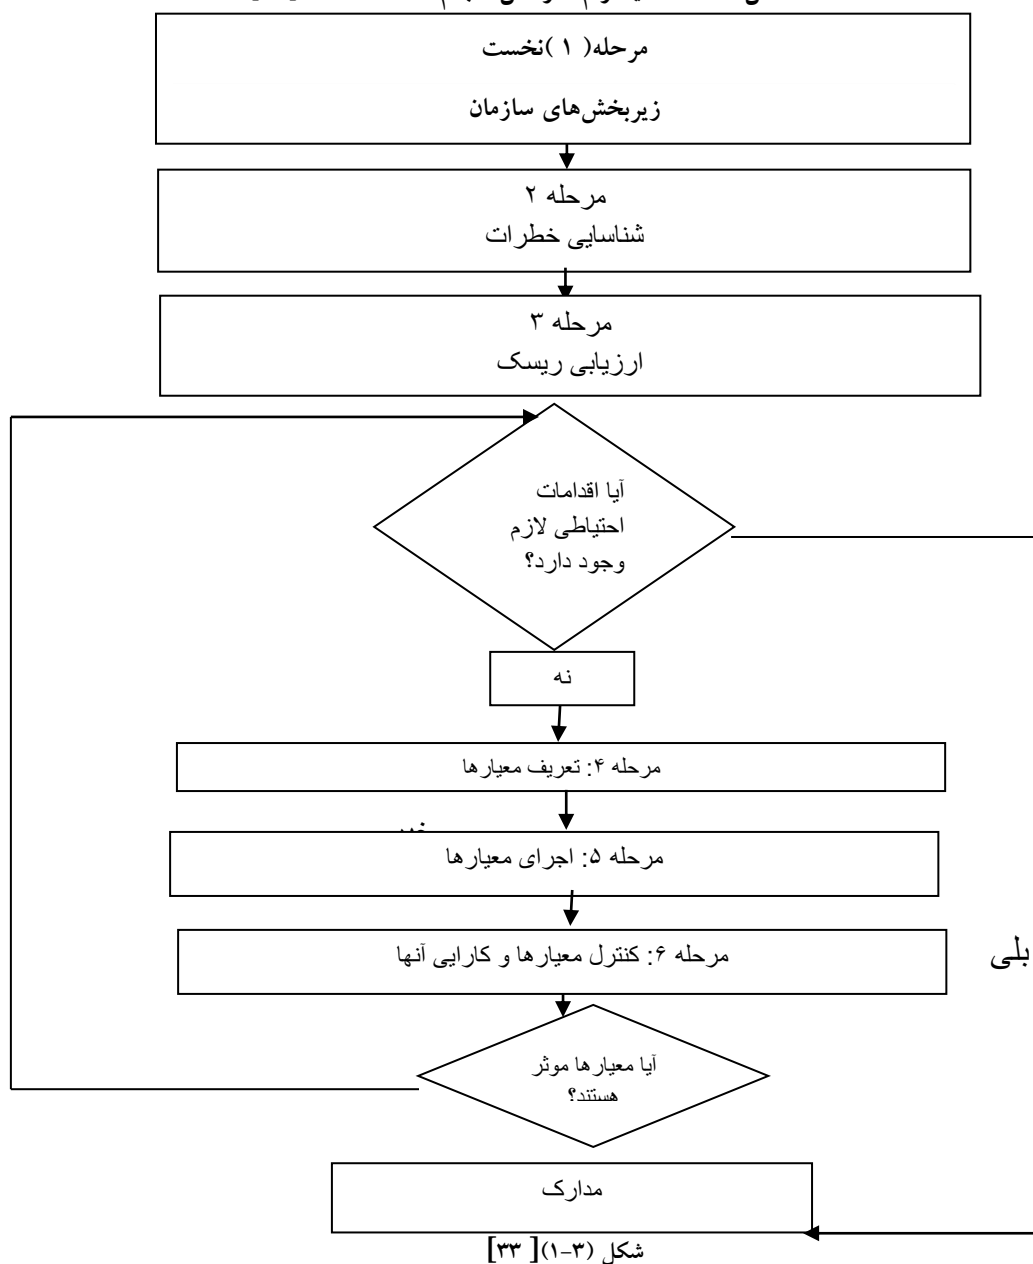 مرحله( ۱ )نخست
زیربخش‌های سازمان
مرحله ۲
شناسایی خطرات
مرحله ۳
ارزیابی ریسک
آیا اقدامات
احتیاطی لازم
وجود دارد؟
نه
مرحله ۴: تعریف معیارها
مرحله ۵: اجرای معیارها
مرحله ۶: کنترل معیارها و کارایی آنها
بلی
آیا معیارها موثر
هستند؟
مدارک
شکل (۳-۱)[ ۳۳]